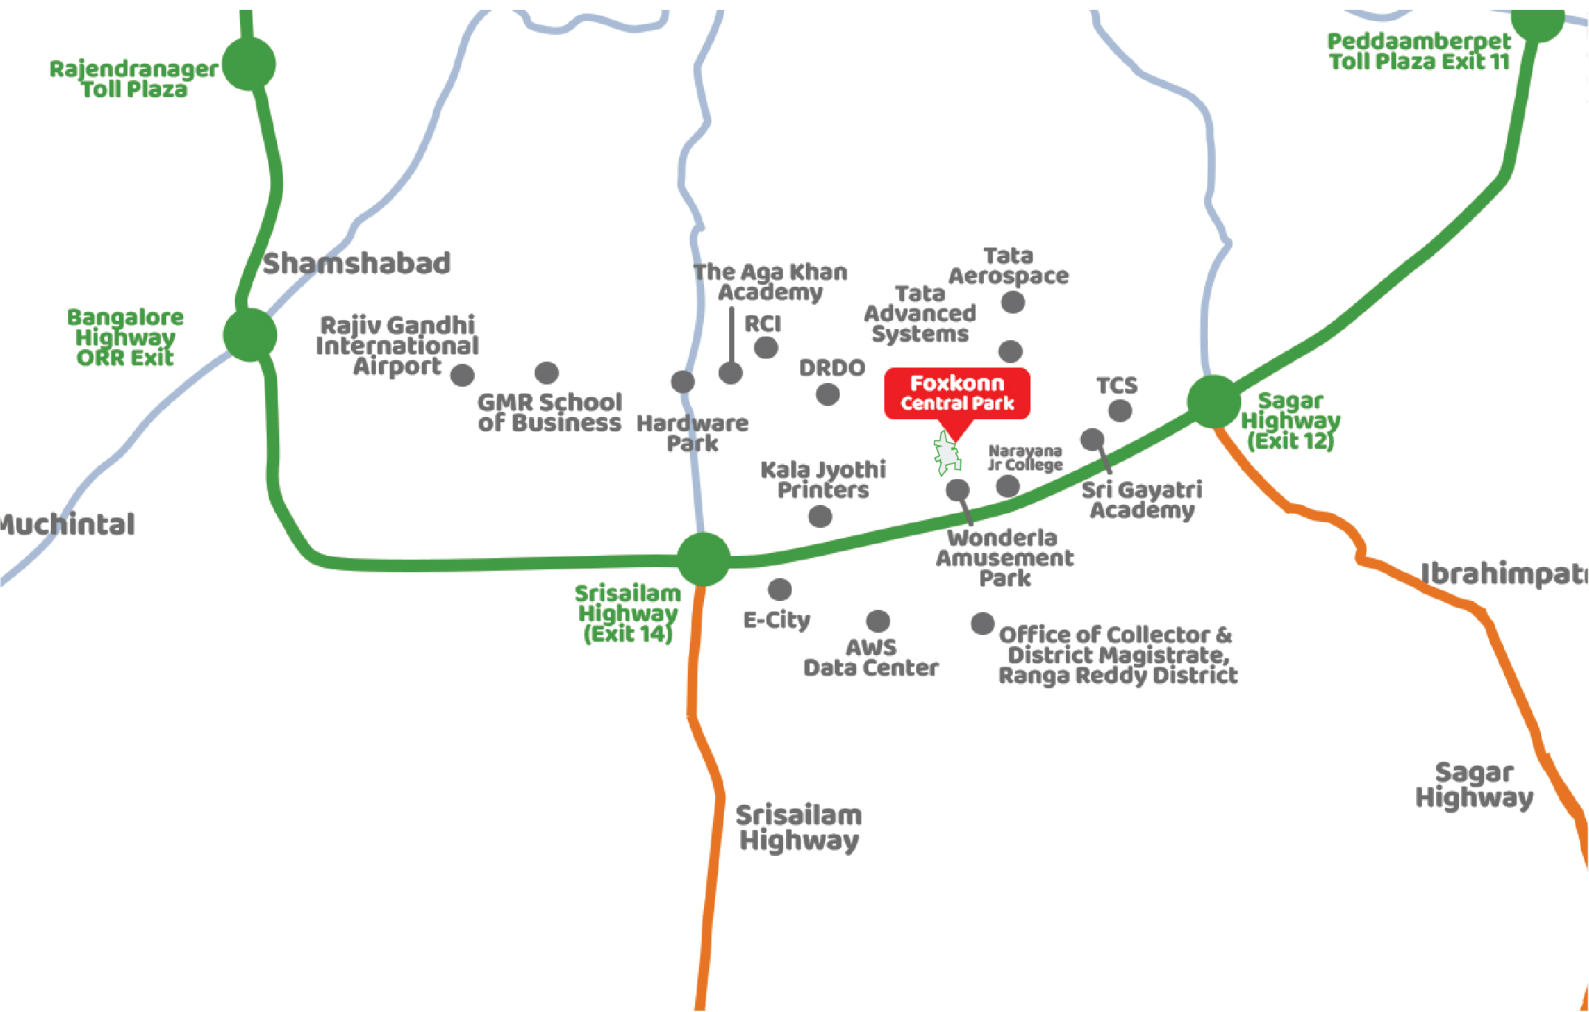 Rajendranager
Toll Plaza
Peddaamberpet
Toll Plaza Exit 11
Shamshabad
Bangalore
Highway
ORR Exit
Rajiv Gandhi
International
Airport
GMR School
of Business
Hardware
Park
The Aga Khan
Academy
RCI
DRDO
Tata
Advanced
Systems
Tata
Aerospace
Foxkonn
Central Park
TCS
Sagar
Highway
(Exit 12)
Narayana
Jr College
Kala Jyothi
Printers
Sri Gayatri
Academy
Muchintal
Wonderla
Amusement
Park
Ibrahimpat
Srisailam
Highway
(Exit 14)
E-City
AWS
Data Center
Office of Collector &
District Magistrate,
Ranga Reddy District
Sagar
Highway
Srisailam
Highway